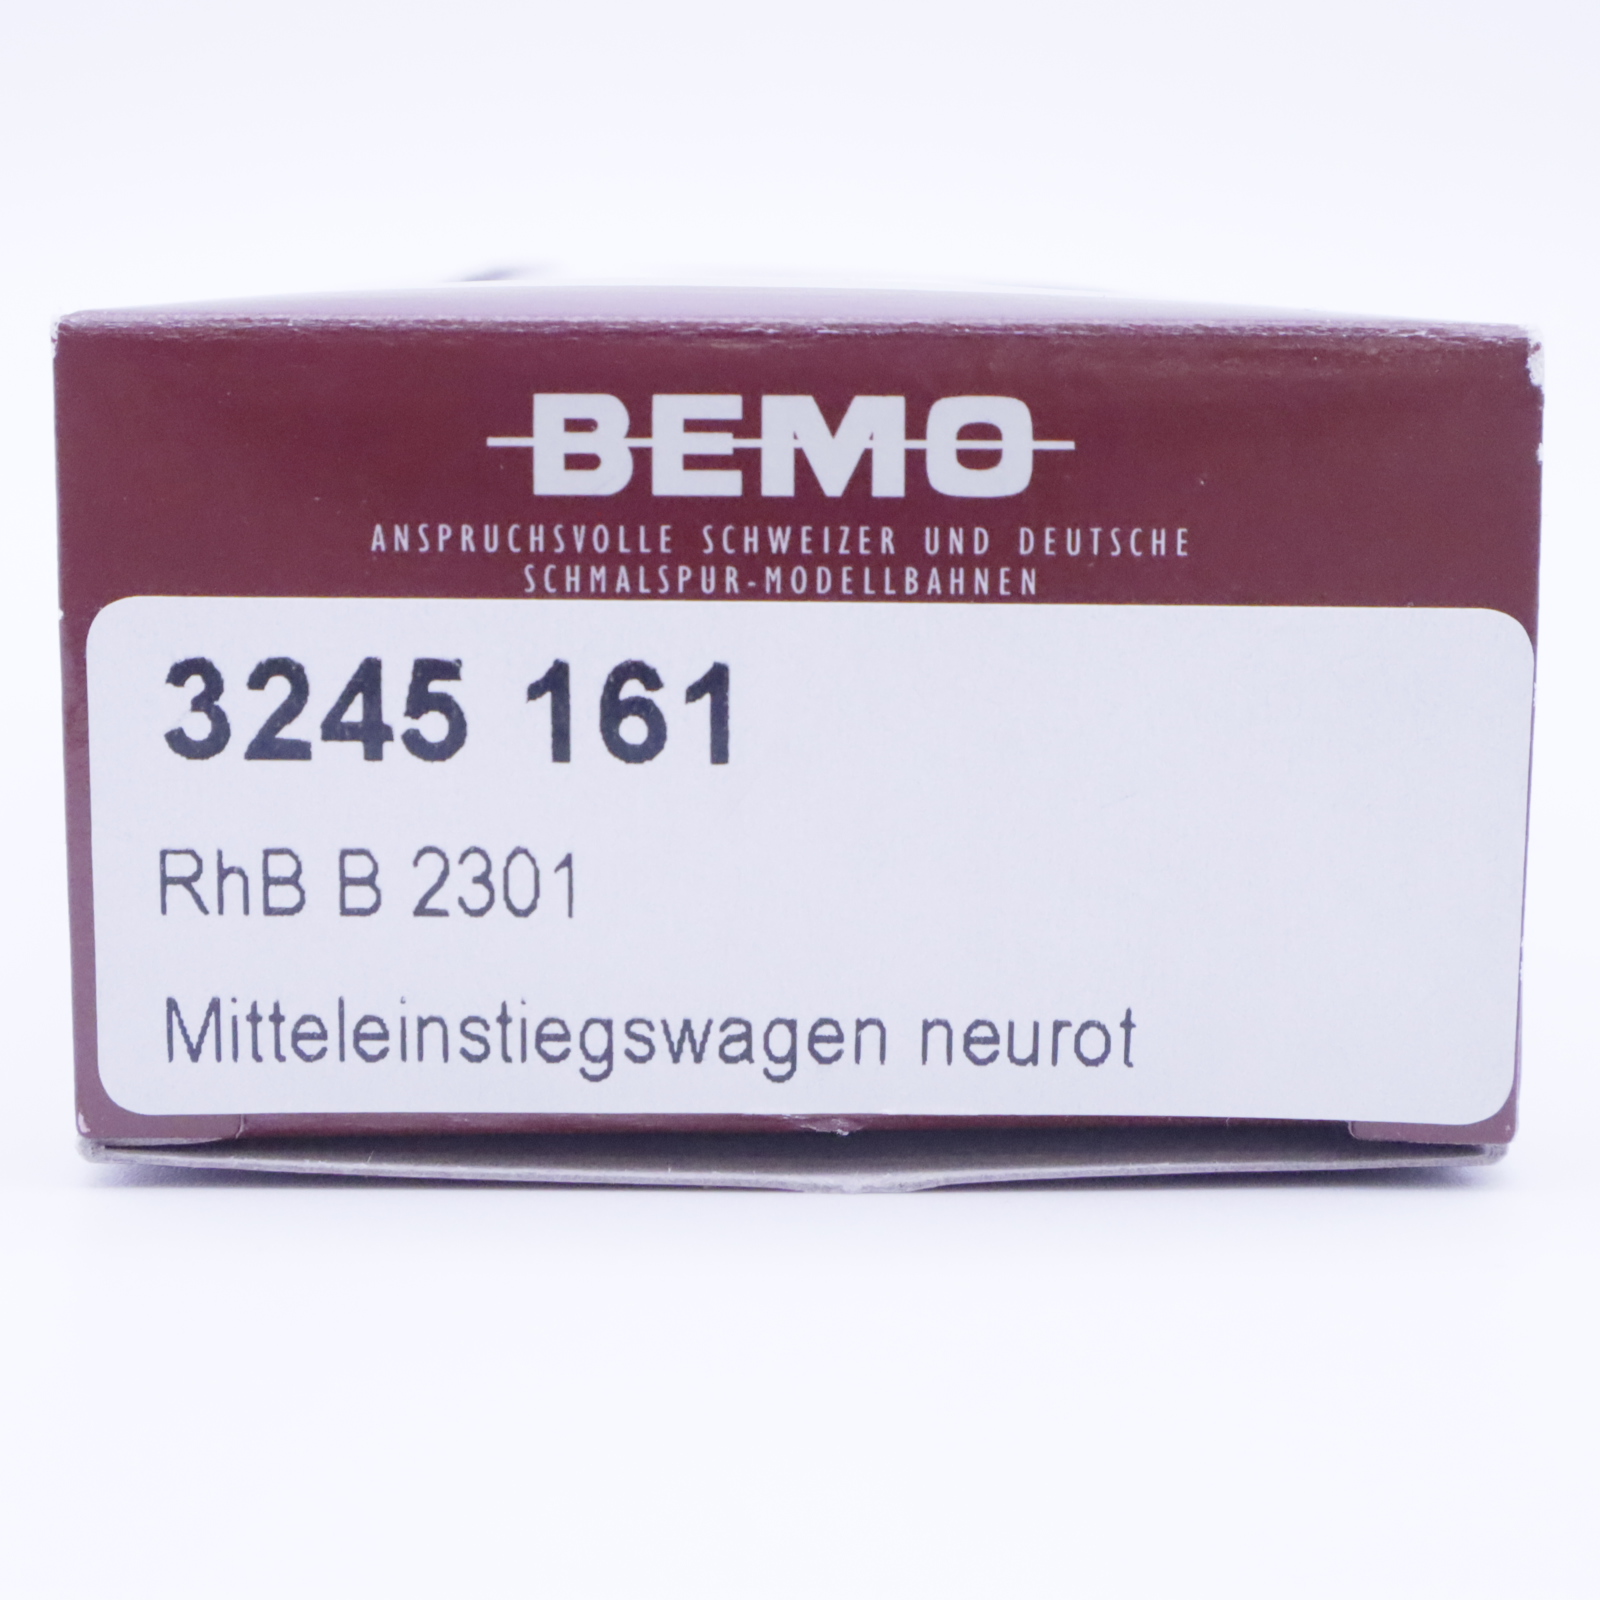 BEMO
ANSPRUCHSVOLLE SCHWEIZER UND DEUTSCHE
SCHMALSPUR-MODELLBAHNEN
3245 161
RhB B 2301
Mitteleinstiegswagen neurot